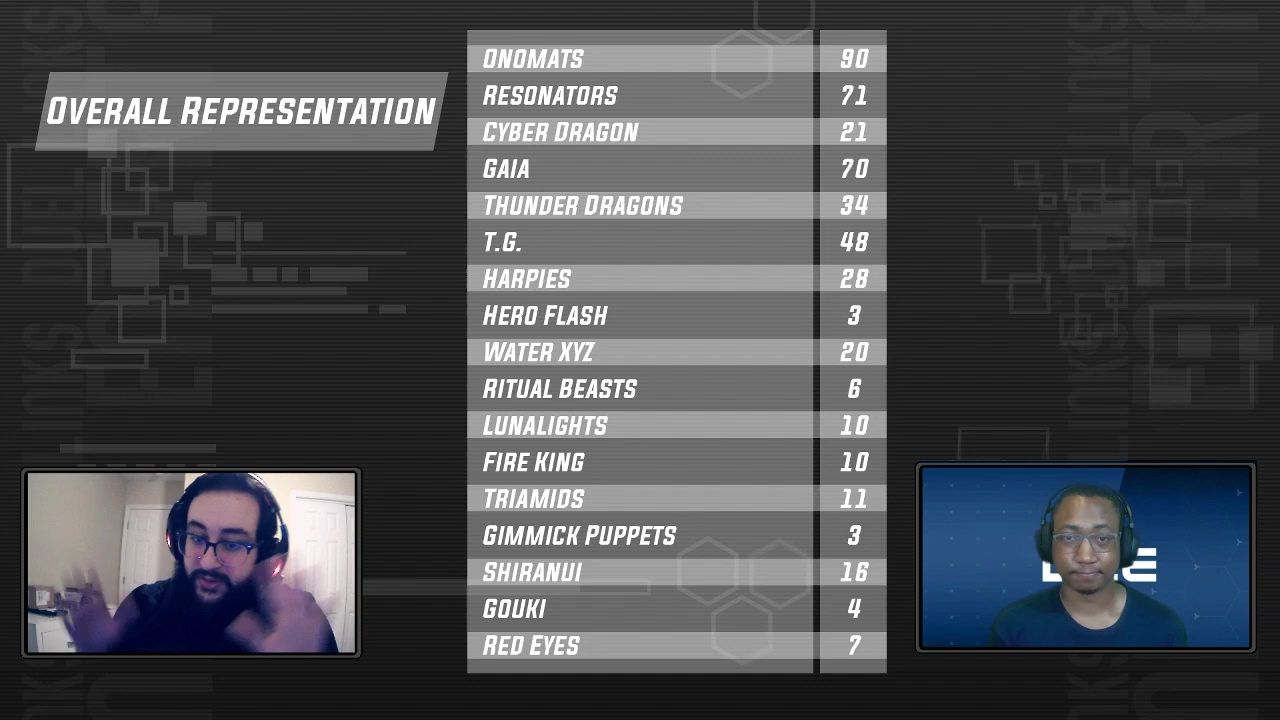 OVERALL REPRESENTATION
ONOMATS 90
RESONATORS 71
CYBER DRAGON 21
GAIA 70
THUNDER DRAGONS 34
T.G. 48
HARPIES 28
HERO FLASH 3
WATER XYZ 20
RITUAL BEASTS 6
LUNALIGHTS 10
FIRE KING 10
TRIAMIDS 11
GIMMICK PUPPETS 3
SHIRANUI 16
GOUKI 4
RED EYES 7